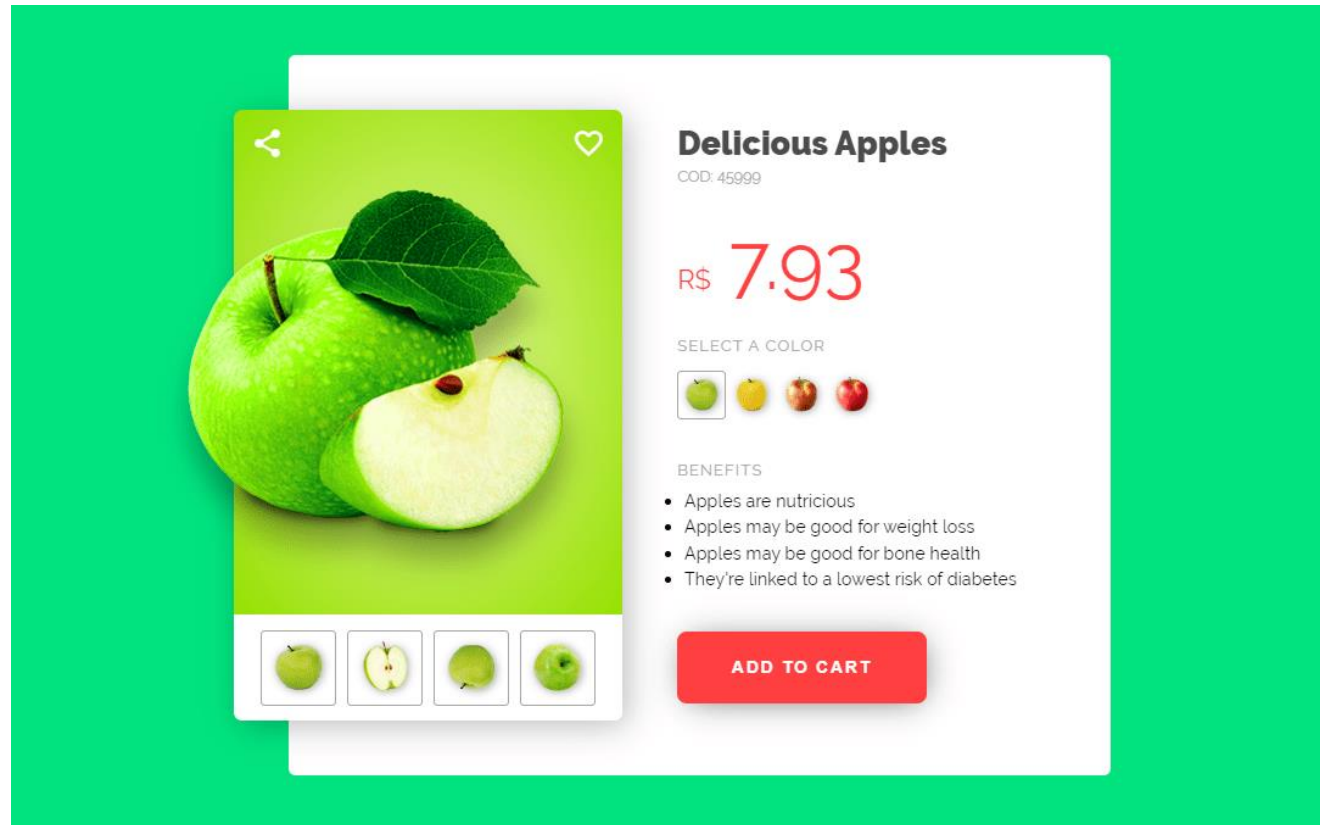 Delicious Apples
COD: 45999
R$ 7.93
SELECT A COLOR
BENEFITS
Apples are nutricious
Apples may be good for weight loss
Apples may be good for bone health
They're linked to a lowest risk of diabetes
ADD TO CART